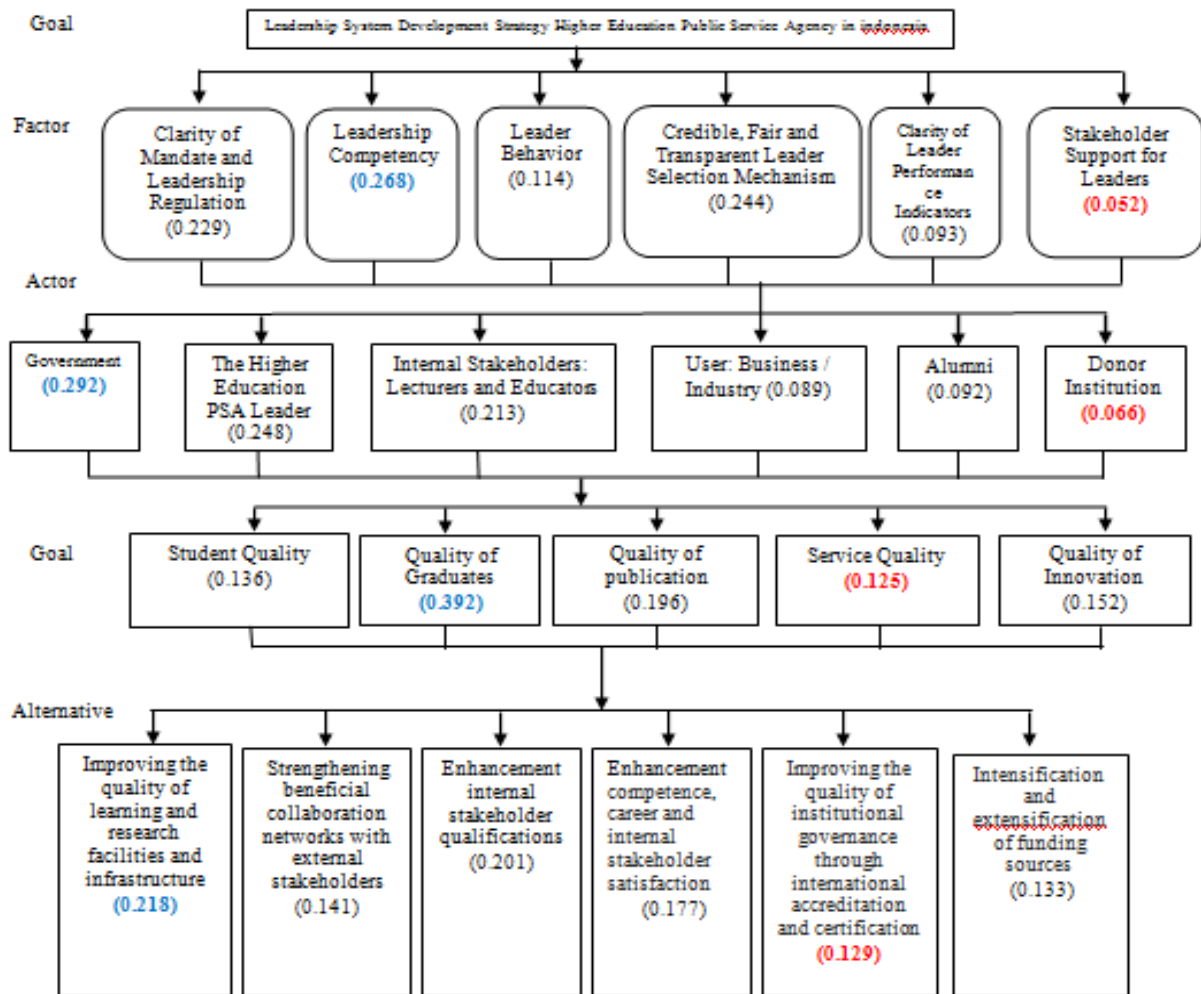 Goal
Leadership System Development Strategy Higher Education Public Service Agency in indonesia
Factor
Clarity of
Mandate and
Leadership
Regulation
(0.229)
Leadership
Competency
(0.268)
Leader
Behavior
(0.114)
Credible, Fair and
Transparent Leader
Selection Mechanism
(0.244)
Clarity of
Leader
Performan
ce
Indicators
(0.093)
Stakeholder
Support for
Leaders
(0.052)
Actor
Government
(0.292)
The Higher
Education
PSA Leader
(0.248)
Internal Stakeholders:
Lecturers and Educators
(0.213)
User: Business /
Industry (0.089)
Alumni
(0.092)
Donor
Institution
(0.066)
Goal
Student Quality
(0.136)
Quality of
Graduates
(0.392)
Quality of
publication
(0.196)
Service Quality
(0.125)
Quality of
Innovation
(0.152)
Alternative
Improving the
quality of
learning and
research
facilities and
infrastructure
(0.218)
Strengthening
beneficial
collaboration
networks with
external
stakeholders
(0.141)
Enhancement
internal
stakeholder
qualifications
(0.201)
Enhancement
competence,
career and
internal
stakeholder
satisfaction
(0.177)
Improving the
quality of
institutional
governance
through
international
accreditation
and certification
(0.129)
Intensification
and
extensification
of funding
sources
(0.133)